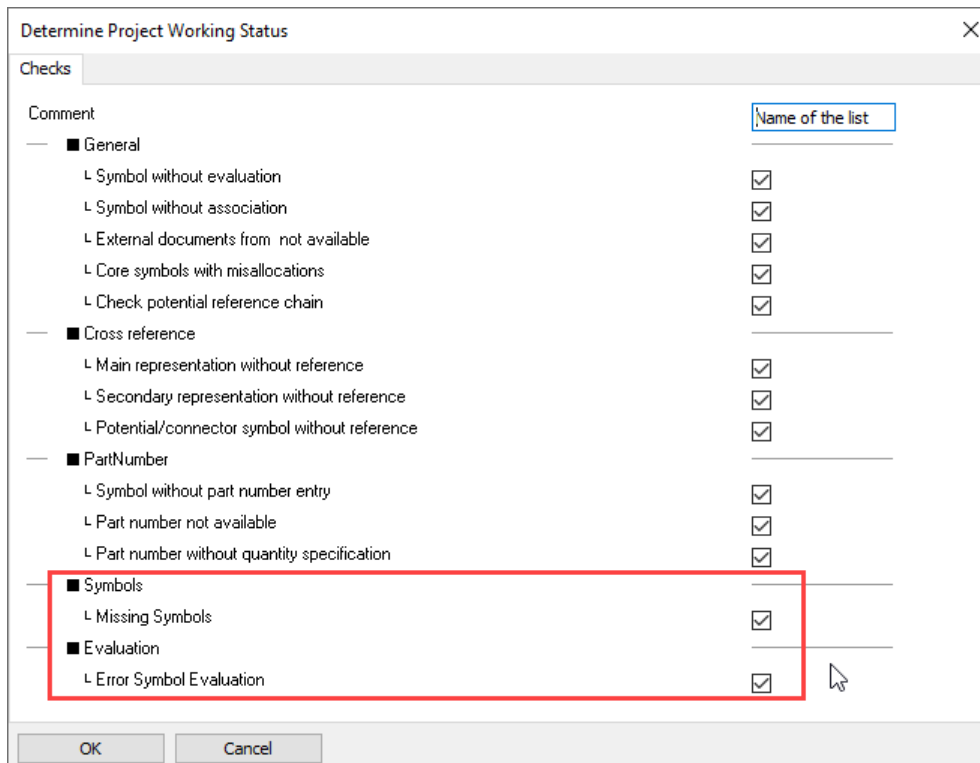 Determine Project Working Status
Checks
Comment Name of the list
General
Symbol without evaluation
Symbol without association
External documents from  not available
Core symbols with misallocations
Check potential reference chain
Cross reference
Main representation without reference
Secondary representation without reference
Potential/connector symbol without reference
PartNumber
Symbol without part number entry
Part number not available
Part number without quantity specification
Symbols
Missing Symbols
Evaluation
Error Symbol Evaluation
OK Cancel